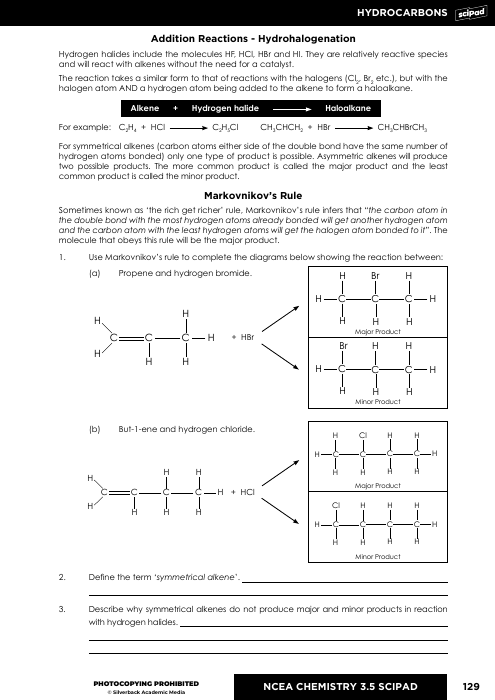 HYDROCARBONS scipad
Addition Reactions - Hydrohalogenation
Hydrogen halides include the molecules HF, HCl, HBr and HI. They are relatively reactive species
and will react with alkenes without the need for a catalyst.
The reaction takes a similar form to that of reactions with the halogens (Cl₂, Br₂ etc.), but with the
halogen atom AND a hydrogen atom being added to the alkene to form a haloalkane.
Alkene + Hydrogen halide ⟶ Haloalkane
For example: C₂H₄ + HCl ⟶ C₂H₅Cl CH₃CHCH₂ + HBr ⟶ CH₃CHBrCH₃
For symmetrical alkenes (carbon atoms either side of the double bond have the same number of
hydrogen atoms bonded) only one type of product is possible. Asymmetric alkenes will produce
two possible products. The more common product is called the major product and the least
common product is called the minor product.
Markovnikov's Rule
Sometimes known as 'the rich get richer' rule, Markovnikov's rule infers that "the carbon atom in
the double bond with the most hydrogen atoms already bonded will get another hydrogen atom
and the carbon atom with the least hydrogen atoms will get the halogen atom bonded to it". The
molecule that obeys this rule will be the major product.
1. Use Markovnikov's rule to complete the diagrams below showing the reaction between:
(a) Propene and hydrogen bromide.
H Br H
H C C C H
H H H
Major Product
H H
C C C H + HBr
H H H
Br H H
H C C C H
H H H
Minor Product
(b) But-1-ene and hydrogen chloride.
H Cl H H
H C C C C H
H H H H
Major Product
H H H
C C C C H + HCl
H H H H
Cl H H H
H C C C C H
H H H H
Minor Product
2. Define the term 'symmetrical alkene'.
3. Describe why symmetrical alkenes do not produce major and minor products in reaction
with hydrogen halides.
PHOTOCOPYING PROHIBITED
© Silverback Academic Media
NCEA CHEMISTRY 3.5 SCIPAD 129